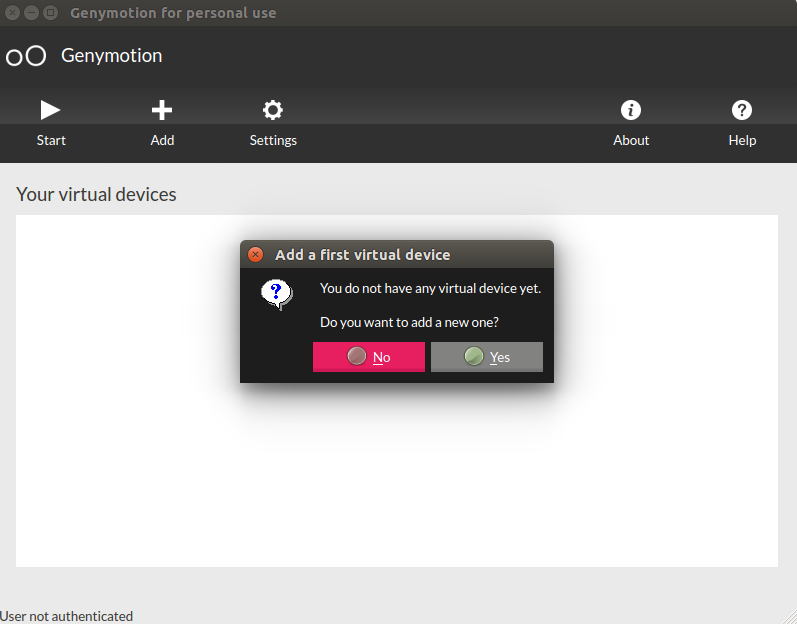 Genymotion for personal use
Genymotion
Start Add Settings About Help
Your virtual devices
Add a first virtual device
You do not have any virtual device yet.
Do you want to add a new one?
No Yes
User not authenticated